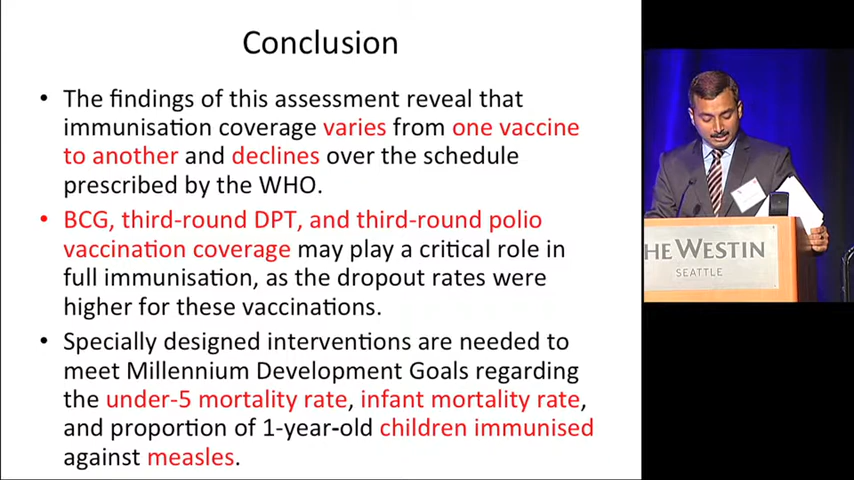 Conclusion
• The findings of this assessment reveal that
immunisation coverage varies from one vaccine
to another and declines over the schedule
prescribed by the WHO.
• BCG, third-round DPT, and third-round polio
vaccination coverage may play a critical role in
full immunisation, as the dropout rates were
higher for these vaccinations.
• Specially designed interventions are needed to
meet Millennium Development Goals regarding
the under-5 mortality rate, infant mortality rate,
and proportion of 1-year-old children immunised
against measles.
HE WESTIN
SEATTLE